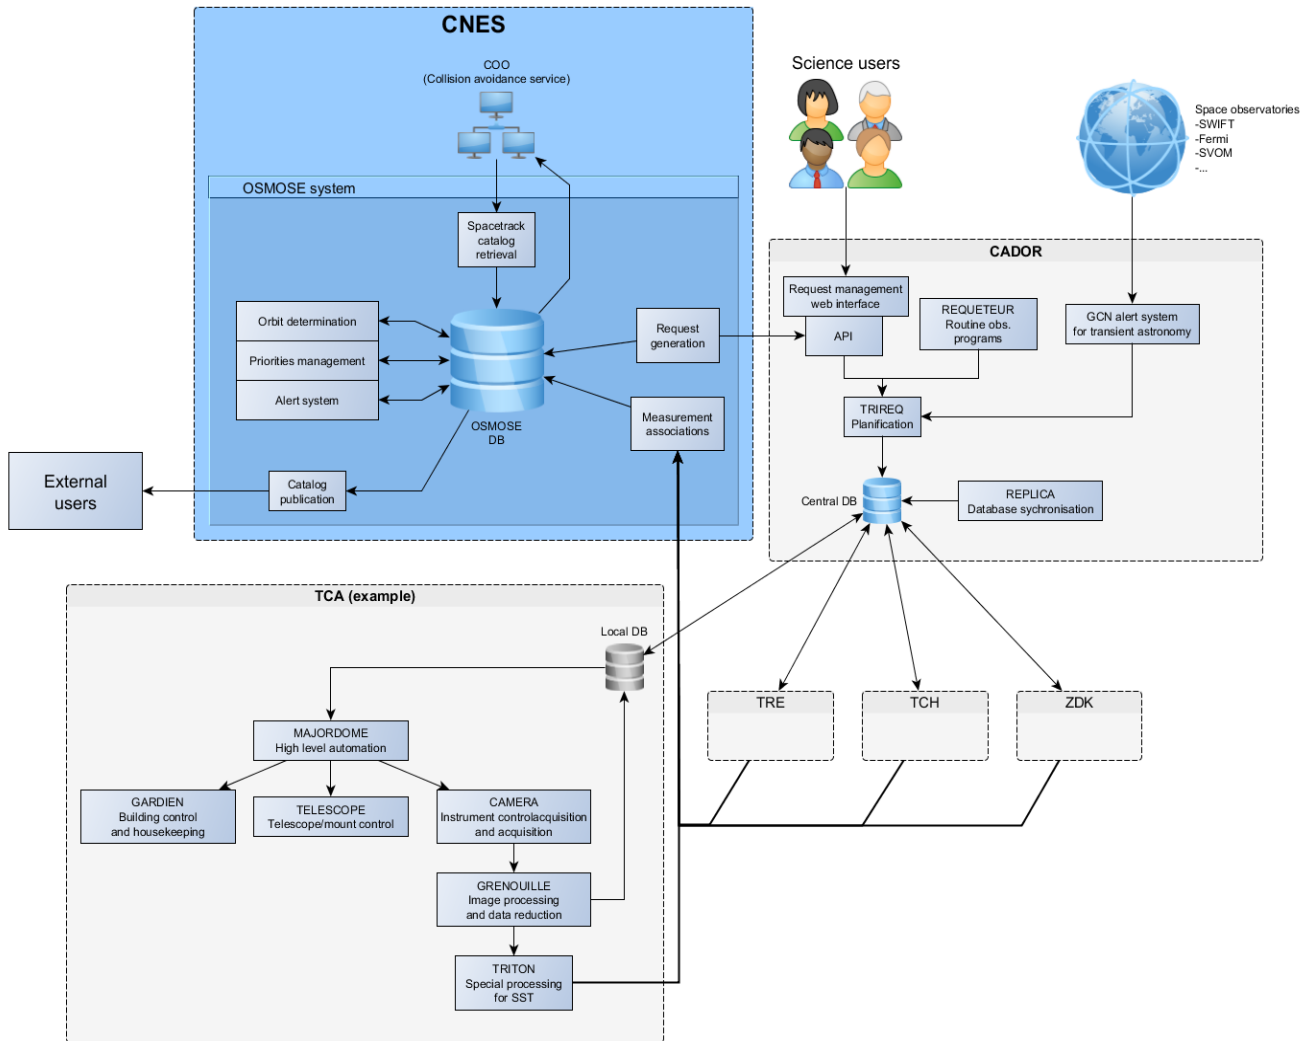 CNES
COO
(Collision avoidance service)
OSMOSE system
Spacetrack
catalog
retrieval
Orbit determination
Priorities management
Alert system
OSMOSE
DB
Request
generation
Measurement
associations
Catalog
publication
External
users
Science users
Space observatories
-SWIFT
-Fermi
-SVOM
-...
CADOR
Request management
web interface
API
REQUETEUR
Routine obs.
programs
GCN alert system
for transient astronomy
TRIREQ
Planification
Central DB
REPLICA
Database sychronisation
TCA (example)
Local DB
MAJORDOME
High level automation
GARDIEN
Building control
and housekeeping
TELESCOPE
Telescope/mount control
CAMERA
Instrument controlacquisition
and acquisition
GRENOUILLE
Image processing
and data reduction
TRITON
Special processing
for SST
TRE
TCH
ZDK